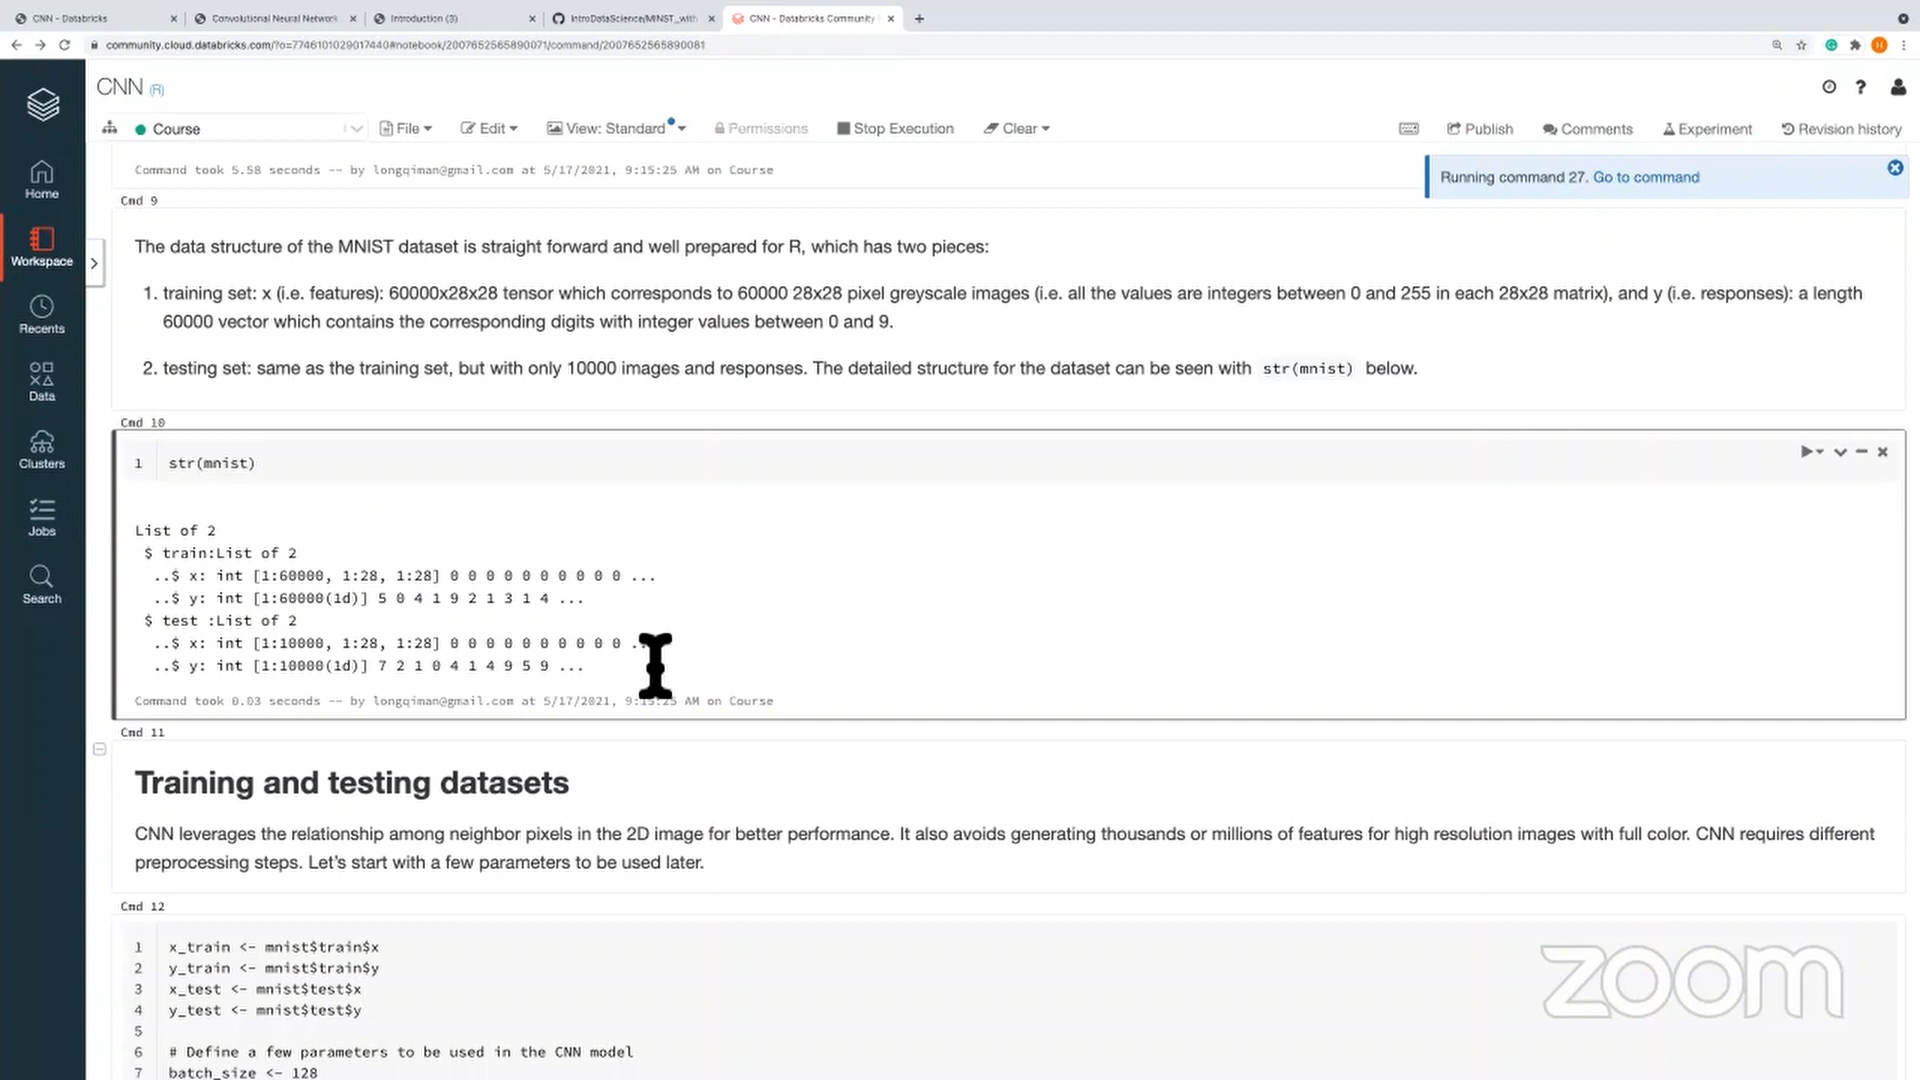 CNN - Databricks
Convolutional Neural Network
Introduction (3)
IntroDataScience/MINST_with
CNN - Databricks Community
community.cloud.databricks.com/?o=7746101029017440#notebook/2007652565890071/command/2007652565890081
H
CNN (R)
Course
File
Edit
View: Standard
Permissions
Stop Execution
Clear
Publish
Comments
Experiment
Revision history
Home
Workspace
Recents
Data
Clusters
Jobs
Search
Command took 5.58 seconds -- by longqiman@gmail.com at 5/17/2021, 9:15:25 AM on Course
Running command 27. Go to command
Cmd 9
The data structure of the MNIST dataset is straight forward and well prepared for R, which has two pieces:
1. training set: x (i.e. features): 60000x28x28 tensor which corresponds to 60000 28x28 pixel greyscale images (i.e. all the values are integers between 0 and 255 in each 28x28 matrix), and y (i.e. responses): a length
60000 vector which contains the corresponding digits with integer values between 0 and 9.
2. testing set: same as the training set, but with only 10000 images and responses. The detailed structure for the dataset can be seen with str(mnist) below.
Cmd 10
1 str(mnist)
List of 2
$ train:List of 2
..$ x: int [1:60000, 1:28, 1:28] 0 0 0 0 0 0 0 0 0 0 ...
..$ y: int [1:60000(1d)] 5 0 4 1 9 2 1 3 1 4 ...
$ test :List of 2
..$ x: int [1:10000, 1:28, 1:28] 0 0 0 0 0 0 0 0 0 0 ..
..$ y: int [1:10000(1d)] 7 2 1 0 4 1 4 9 5 9 ...
Command took 0.03 seconds -- by longqiman@gmail.com at 5/17/2021, 9:15:25 AM on Course
Cmd 11
Training and testing datasets
CNN leverages the relationship among neighbor pixels in the 2D image for better performance. It also avoids generating thousands or millions of features for high resolution images with full color. CNN requires different
preprocessing steps. Let's start with a few parameters to be used later.
Cmd 12
1 x_train <- mnist$train$x
2 y_train <- mnist$train$y
3 x_test <- mnist$test$x
4 y_test <- mnist$test$y
5
6 # Define a few parameters to be used in the CNN model
7 batch_size <- 128
zoom